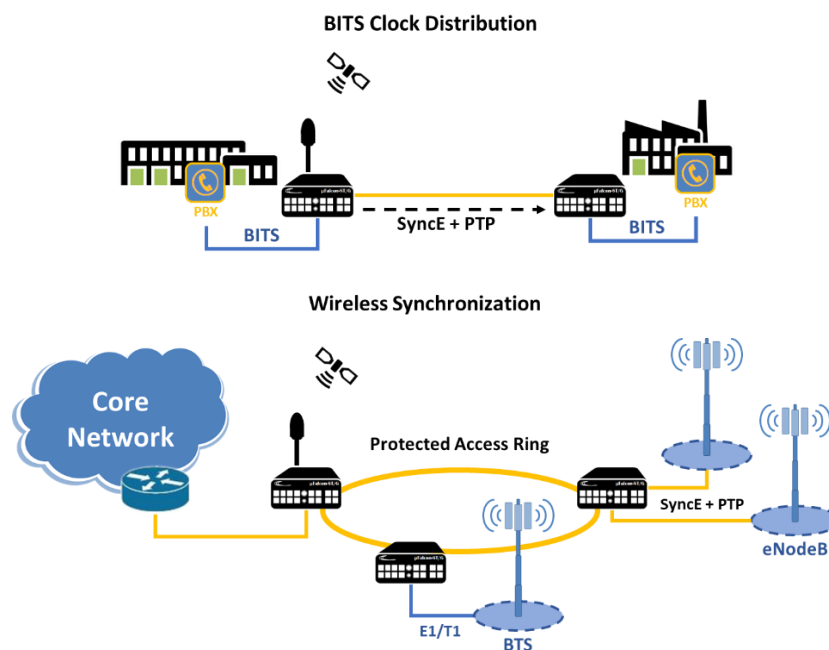 BITS Clock Distribution
PBX
BITS
SyncE + PTP
BITS
PBX
Wireless Synchronization
Core
Network
Protected Access Ring
SyncE + PTP
eNodeB
E1/T1
BTS